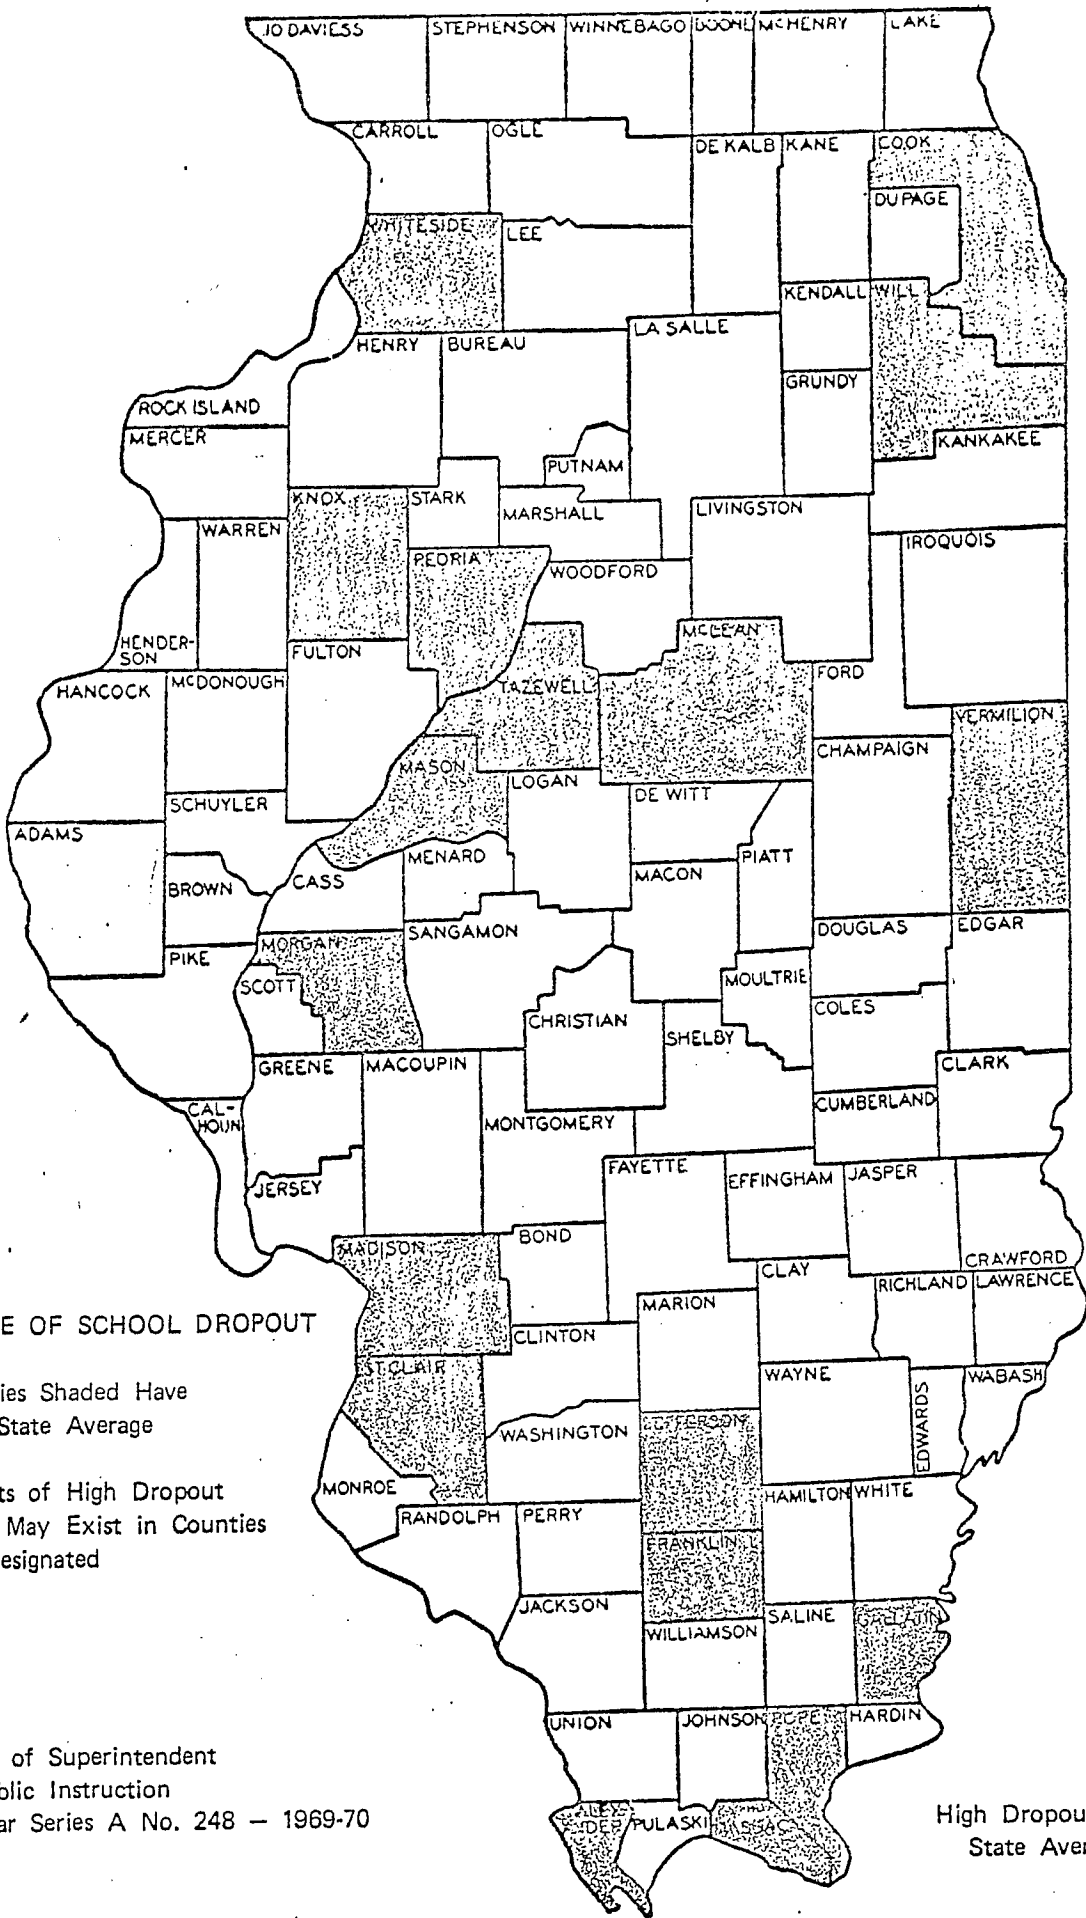 JO DAVIESS
STEPHENSON
WINNEBAGO
BOONE
McHENRY
LAKE
CARROLL
OGLE
DE KALB
KANE
COOK
DUPAGE
WHITESIDE
LEE
KENDALL
WILL
LA SALLE
HENRY
BUREAU
GRUNDY
ROCK ISLAND
MERCER
KANKAKEE
PUTNAM
KNOX
STARK
MARSHALL
LIVINGSTON
WARREN
IROQUOIS
PEORIA
WOODFORD
HENDER-
SON
FULTON
MCLEAN
FORD
HANCOCK
McDONOUGH
TAZEWELL
VERMILION
CHAMPAIGN
MASON
LOGAN
DE WITT
SCHUYLER
ADAMS
MENARD
PIATT
BROWN
CASS
MACON
SANGAMON
DOUGLAS
EDGAR
MORGAN
PIKE
SCOTT
MOULTRIE
COLES
CHRISTIAN
SHELBY
GREENE
MACOUPIN
CLARK
CAL-
HOUN
MONTGOMERY
CUMBERLAND
FAYETTE
EFFINGHAM
JASPER
JERSEY
BOND
MADISON
CRAWFORD
CLAY
RICHLAND
LAWRENCE
MARION
E OF SCHOOL DROPOUT
CLINTON
ST CLAIR
WAYNE
WABASH
EDWARDS
ies Shaded Have
State Average
JEFFERSON
WASHINGTON
MONROE
HAMILTON
WHITE
ts of High Dropout
May Exist in Counties
esignated
RANDOLPH
PERRY
FRANKLIN
JACKSON
SALINE
GALLATIN
WILLIAMSON
UNION
JOHNSON
POPE
HARDIN
of Superintendent
blic Instruction
ar Series A No. 248 – 1969-70
PULASKI
High Dropou
State Aver